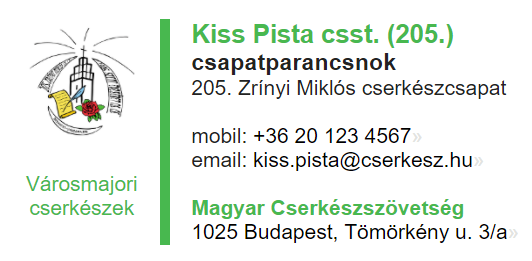 Kiss Pista csst. (205.)
csapatparancsnok
205. Zrínyi Miklós cserkészcsapat
mobil: +36 20 123 4567»
email: kiss.pista@cserkesz.hu»
Városmajori
cserkészek
Magyar Cserkészszövetség
1025 Budapest, Tömörkény u. 3/a»